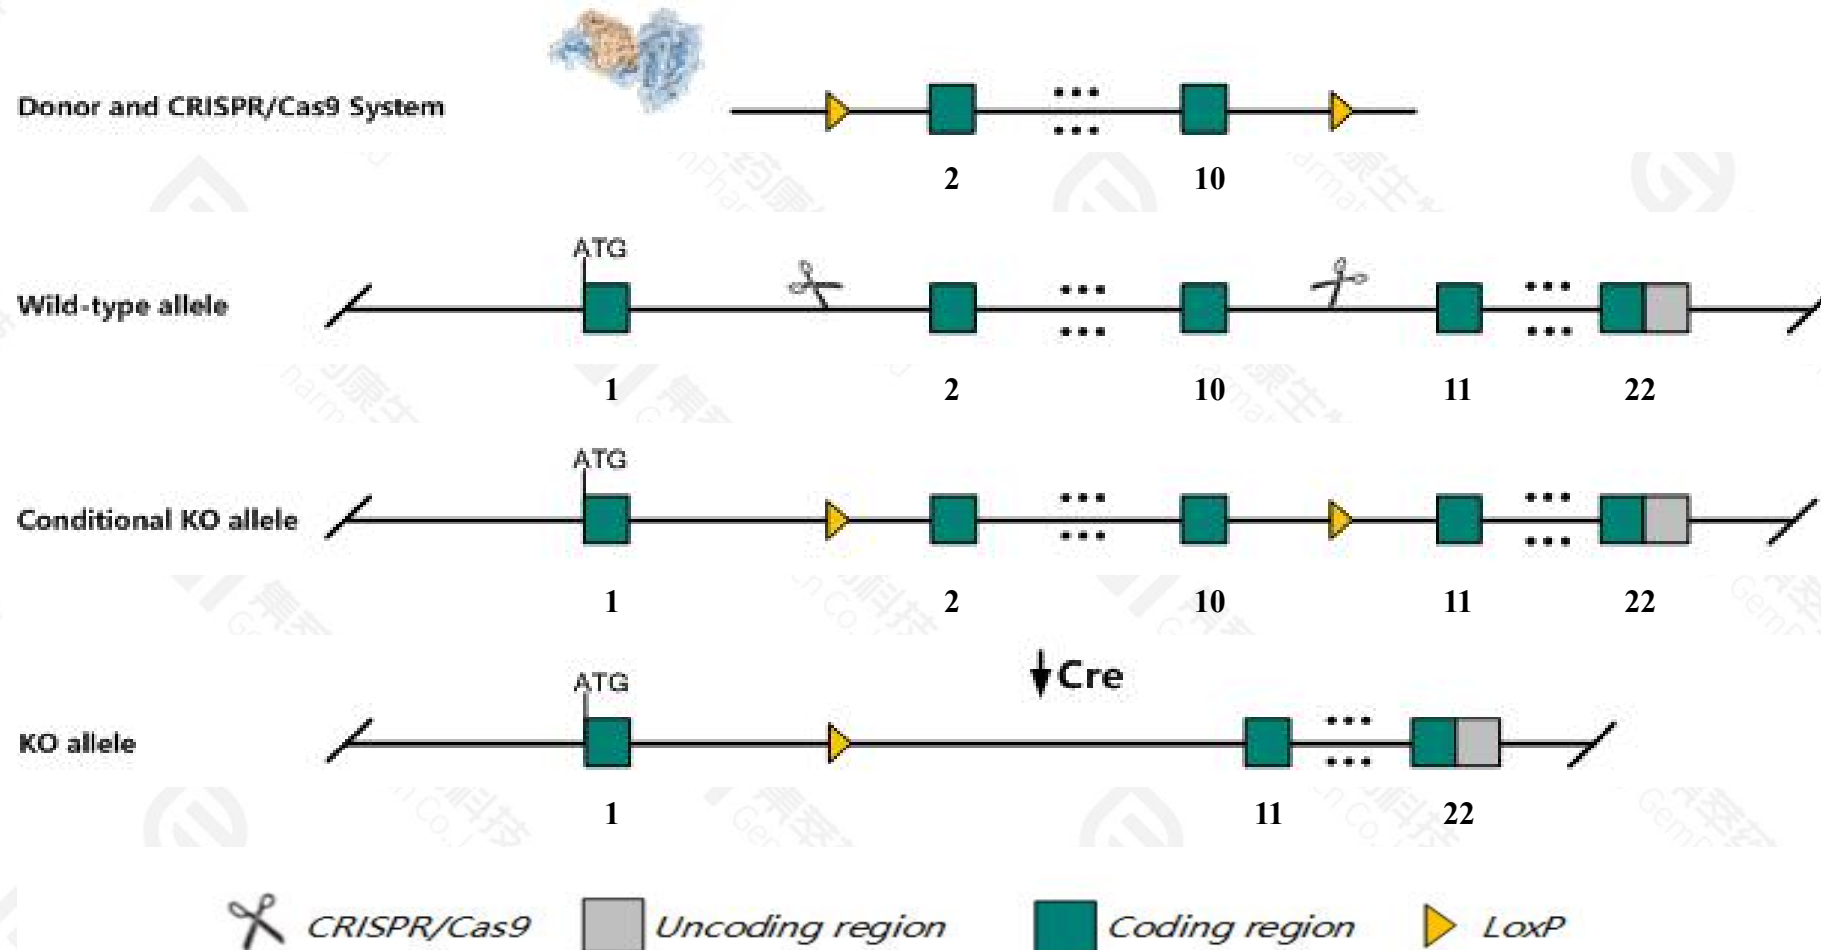 Donor and CRISPR/Cas9 System
2 10
ATG
Wild-type allele
1 2 10 11 22
ATG
Conditional KO allele
1 2 10 11 22
Cre
ATG
KO allele
1 11 22
CRISPR/Cas9 Uncoding region Coding region LoxP